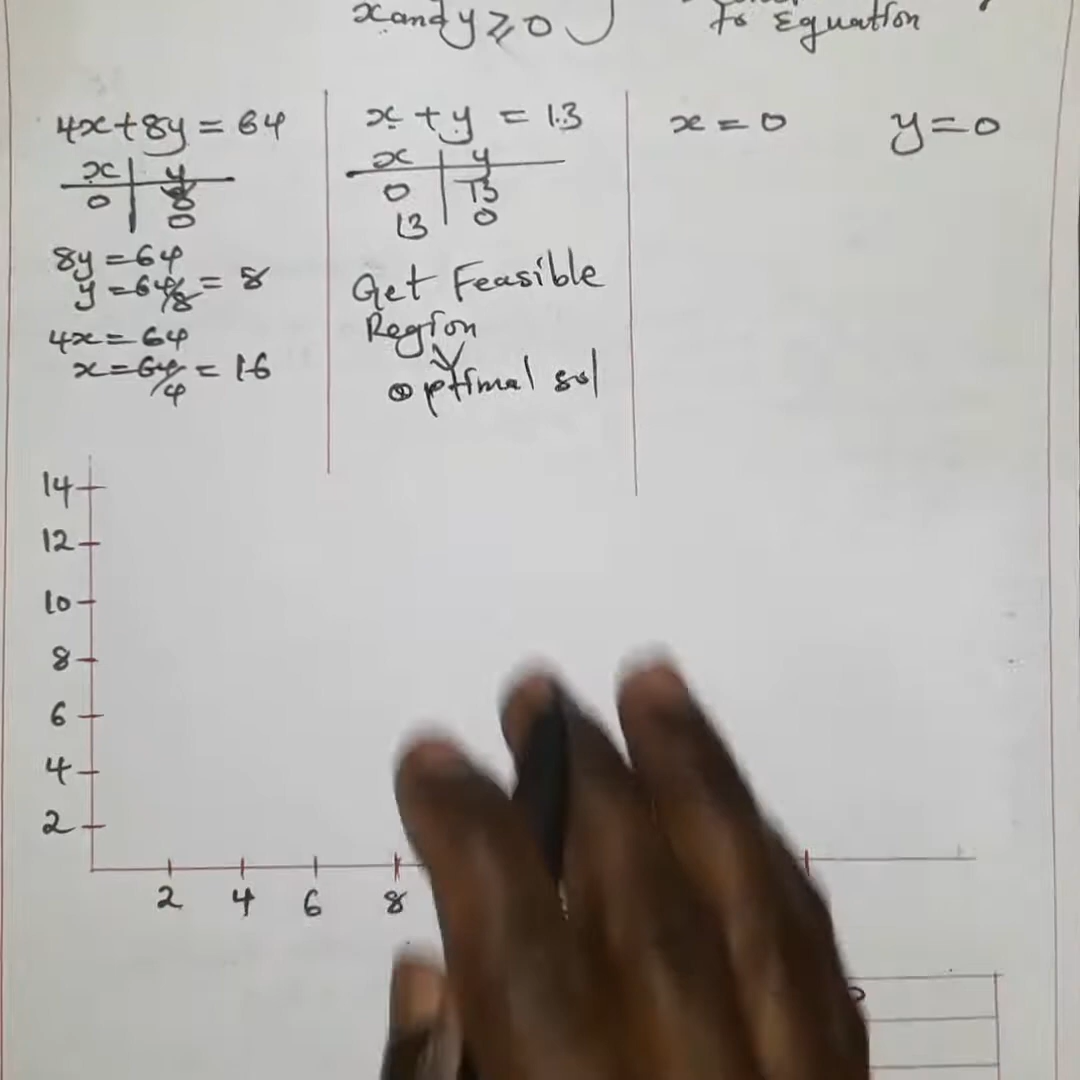 x and y ≥ 0
To Equation
4x+8y = 64
x | y
0 | 8
0
8y = 64
y = 64/8 = 8
4x = 64
x = 64/4 = 16
x + y = 13
x | y
0 | 13
13 | 0
Get Feasible
Region
optimal sol
x = 0
y = 0
14
12
10
8
6
4
2
2 4 6 8